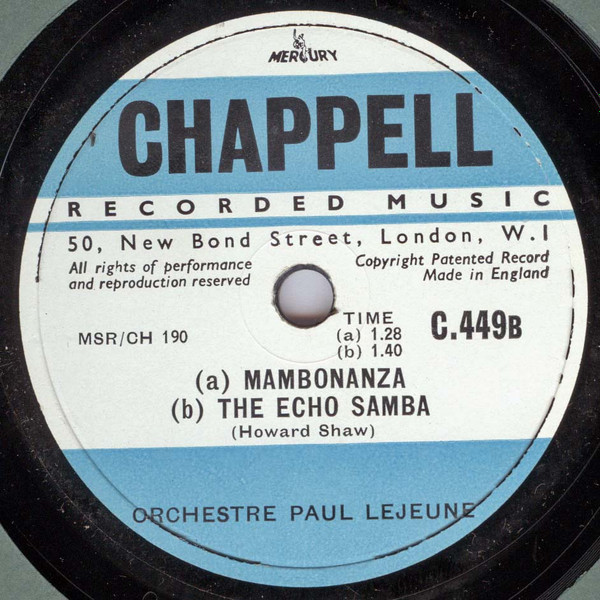 MERCURY
CHAPPELL
RECORDED MUSIC
50, New Bond Street, London, W.I
All rights of performance
and reproduction reserved
Copyright Patented Record
Made in England
MSR/CH 190
TIME
(a) 1.28
(b) 1.40
C.449B
(a) MAMBONANZA
(b) THE ECHO SAMBA
(Howard Shaw)
ORCHESTRE PAUL LEJEUNE